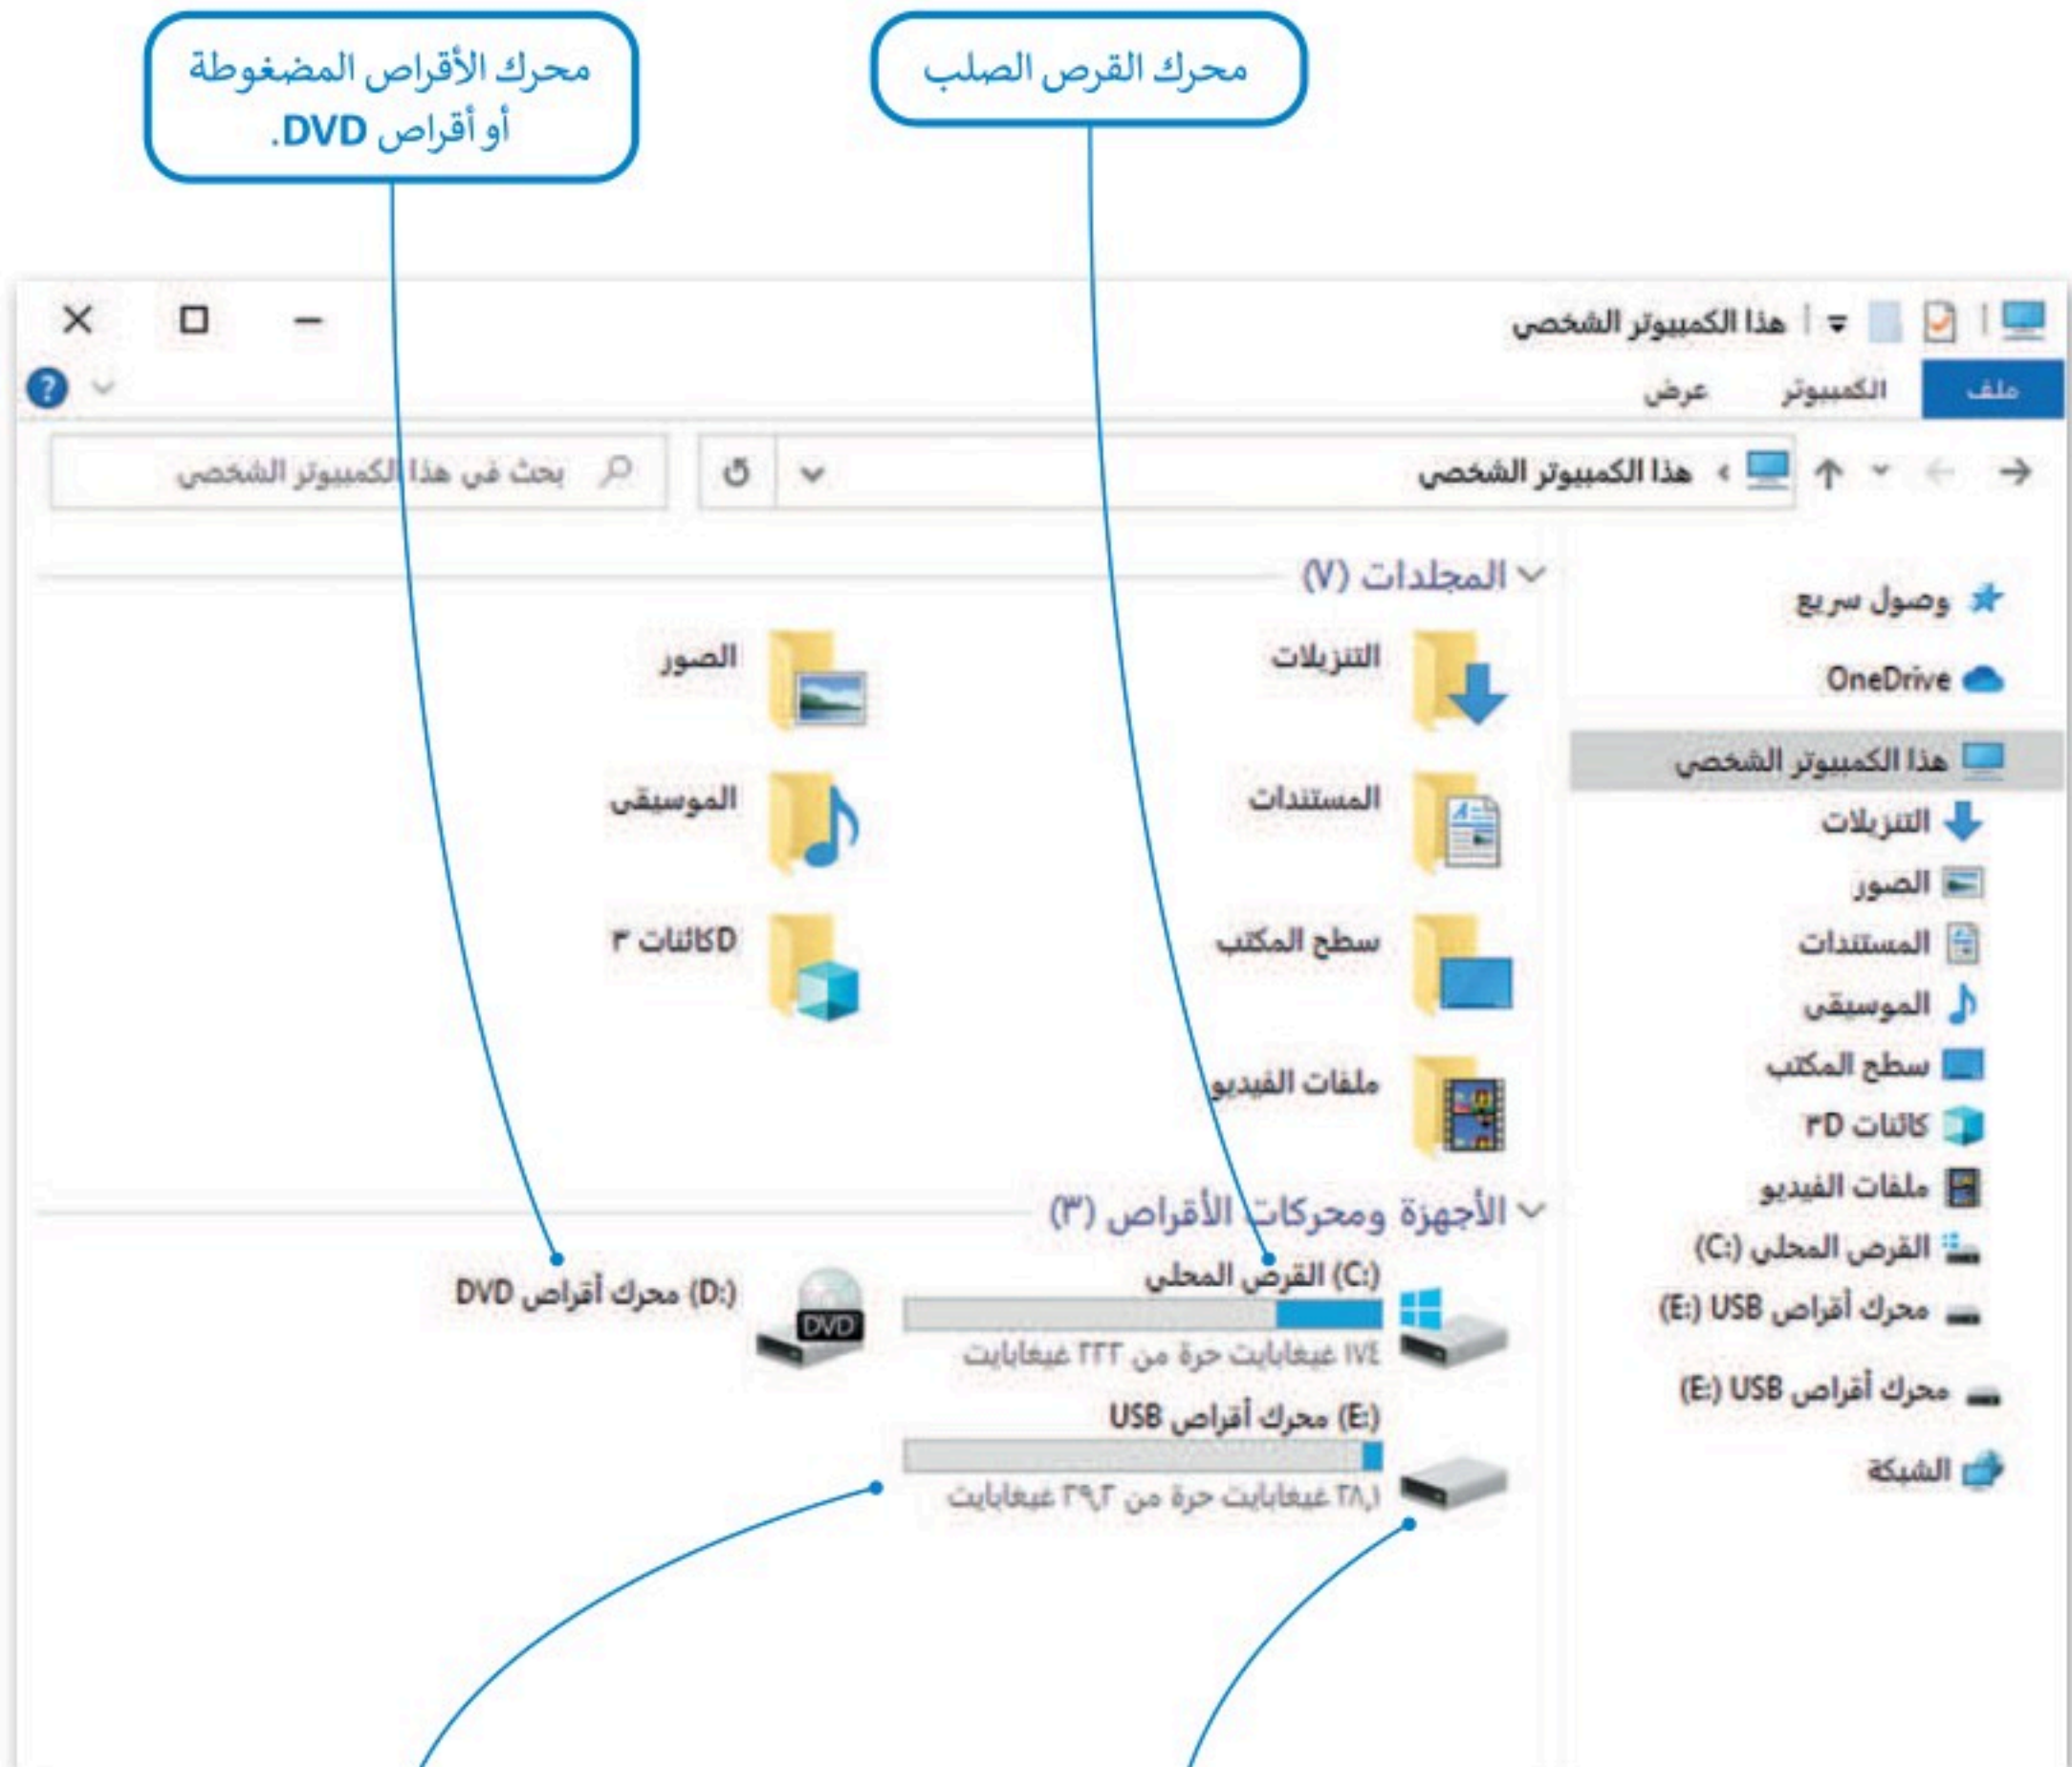 محرك القرص الصلب
محرك الأقراص المضغوطة
أو أقراص DVD.
هذا الكمبيوتر الشخصي
ملف
الكمبيوتر
عرض
هذا الكمبيوتر الشخصي
بحث في هذا الكمبيوتر الشخصي
وصول سريع
OneDrive
هذا الكمبيوتر الشخصي
التنزيلات
الصور
المستندات
الموسيقى
سطح المكتب
كائنات ٣D
ملفات الفيديو
القرص المحلي (C:)
محرك أقراص USB (E:)
محرك أقراص USB (E:)
الشبكة
المجلدات (٧)
التنزيلات
الصور
المستندات
الموسيقى
سطح المكتب
Dكائنات ٣
ملفات الفيديو
الأجهزة ومحركات الأقراص (٣)
(C:) القرص المحلي
١٧٤ غيغابايت حرة من ٢٢٢ غيغابايت
(D:) محرك أقراص DVD
DVD
(E:) محرك أقراص USB
٢٨,١ غيغابايت حرة من ٢٩,٢ غيغابايت